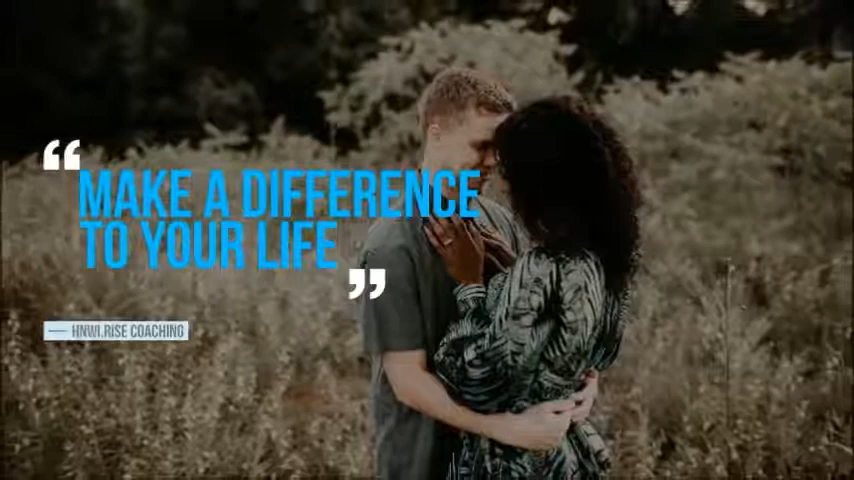 “MAKE A DIFFERENCE
TO YOUR LIFE”
— HNWI.RISE COACHING